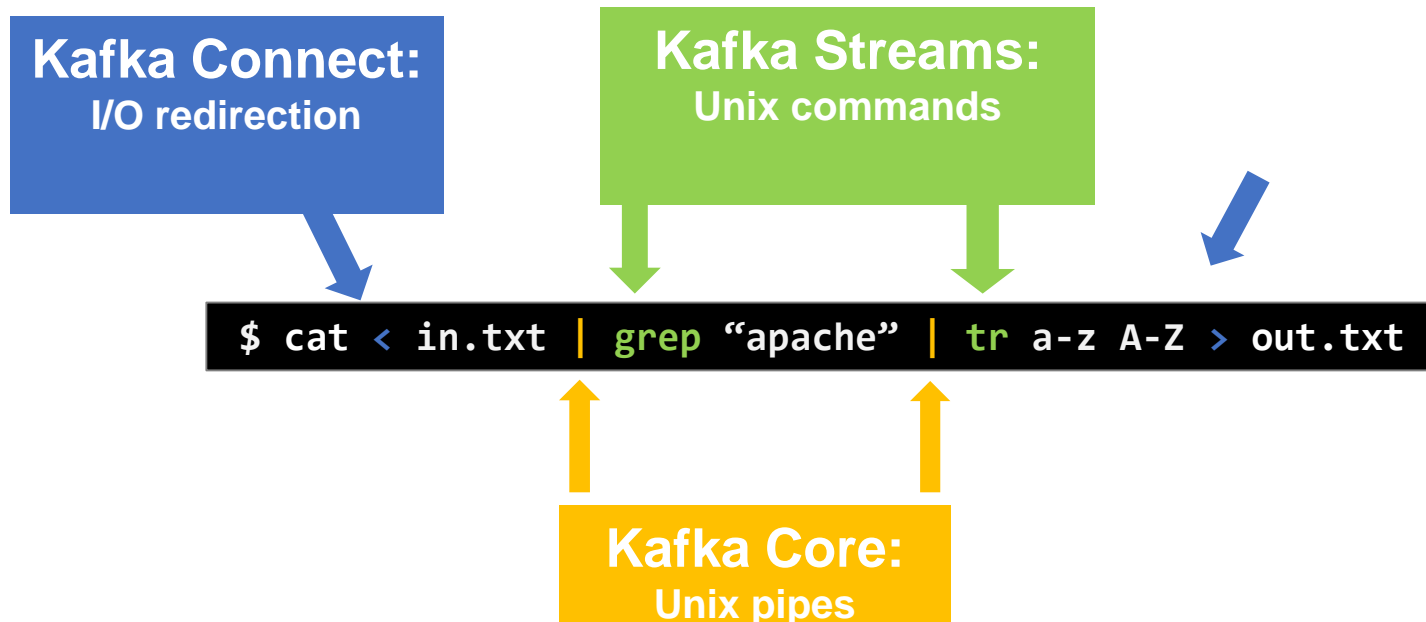 Kafka Connect:
I/O redirection
Kafka Streams:
Unix commands
$ cat < in.txt | grep “apache” | tr a-z A-Z > out.txt
Kafka Core:
Unix pipes